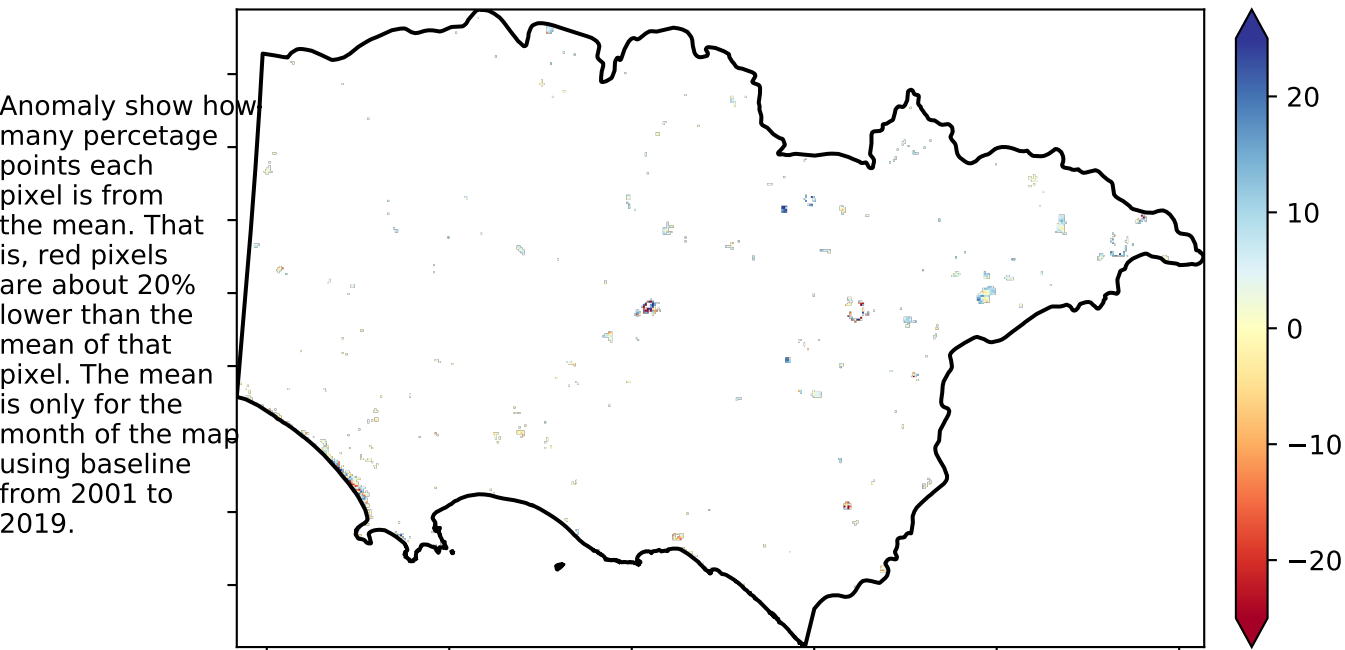 Anomaly show how
many percetage
points each
pixel is from
the mean. That
is, red pixels
are about 20%
lower than the
mean of that
pixel. The mean
is only for the
month of the map
using baseline
from 2001 to
2019.
20
10
0
−10
−20